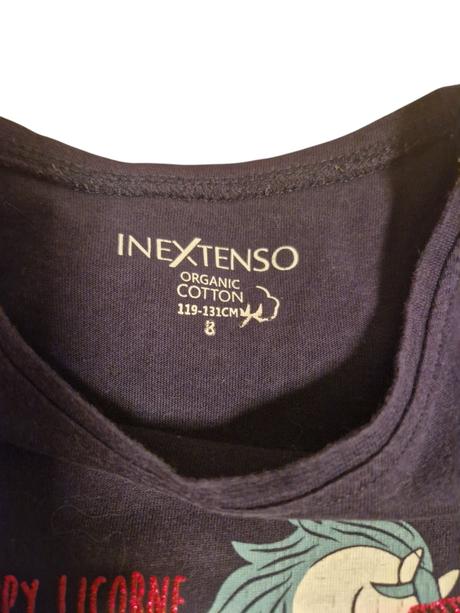 INEXTENSO
ORGANIC
COTTON
119-131CM
8
LICORNE